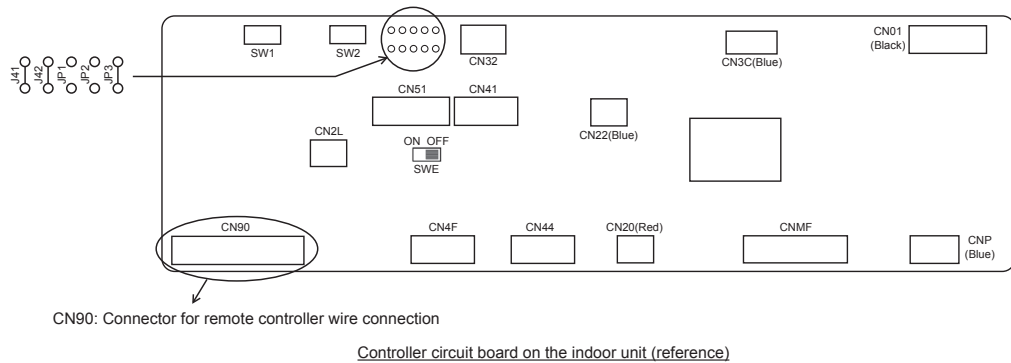 SW1
SW2
CN32
CN3C(Blue)
CN01
(Black)
J41
J42
JP1
JP2
JP3
CN51
CN41
CN22(Blue)
CN2L
ON OFF
SWE
CN90
CN4F
CN44
CN20(Red)
CNMF
CNP
(Blue)
CN90: Connector for remote controller wire connection
Controller circuit board on the indoor unit (reference)